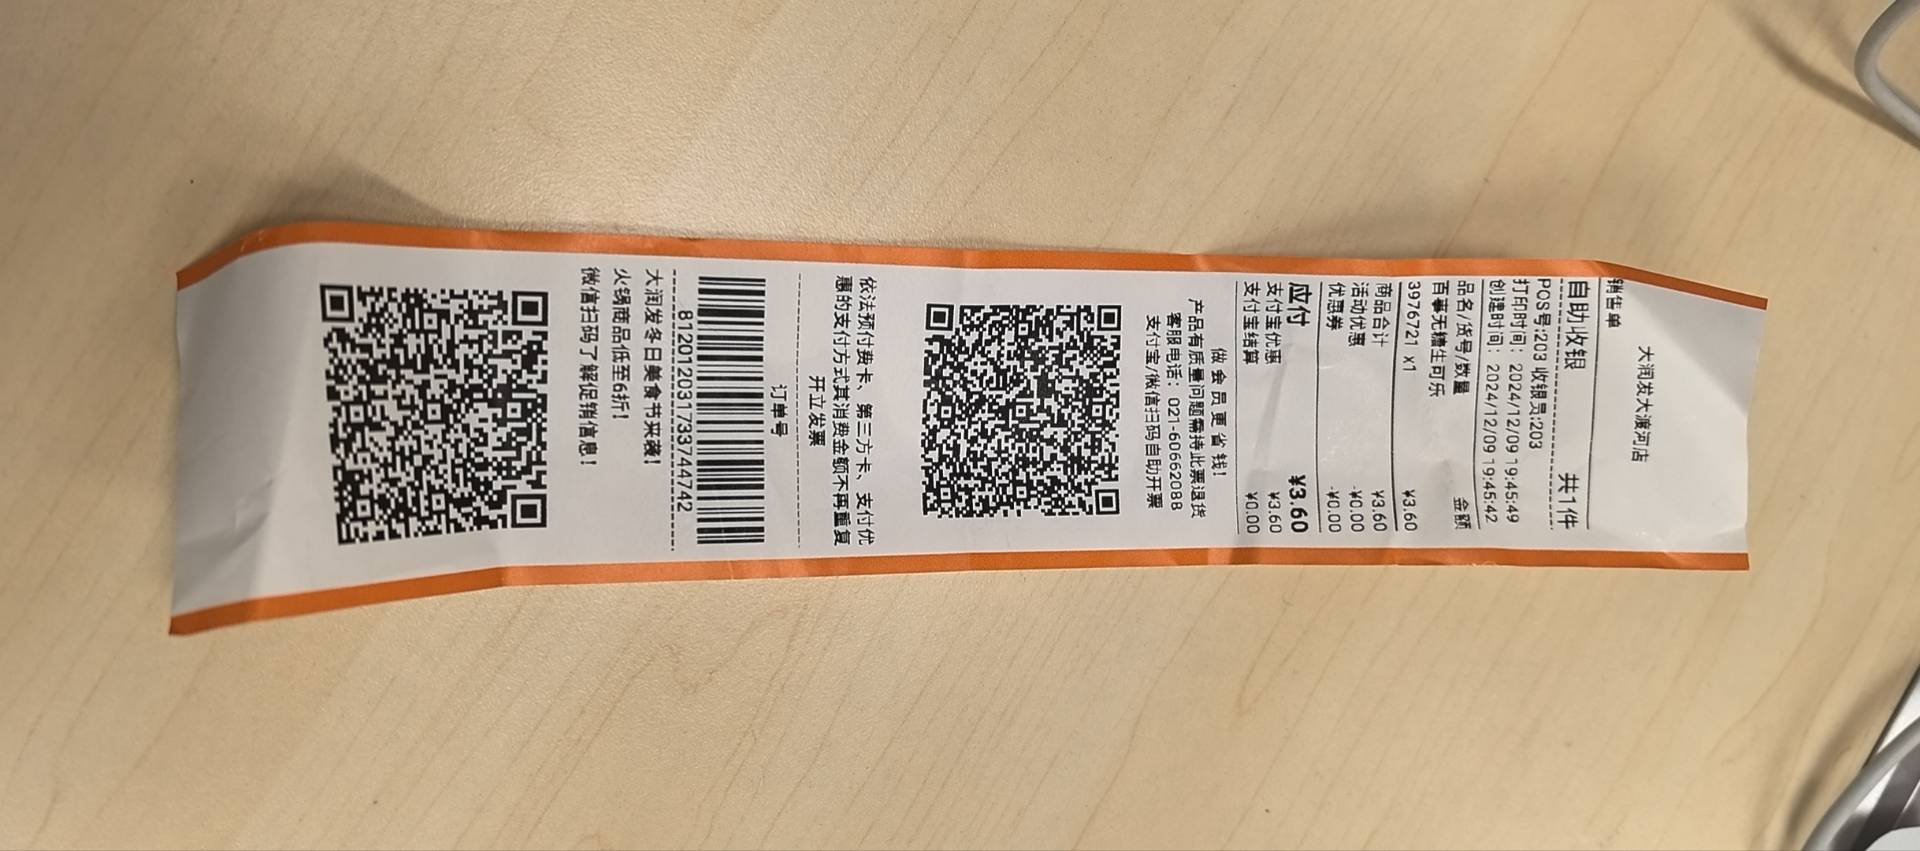 大润发大渡河店
销售单
自助收银 共1件
POS号:203 收银员:203
打印时间：2024/12/09 19:45:49
创建时间：2024/12/09 19:45:42
品名/货号/数量 金额
百事无糖生可乐
3976721 x1 ¥3.60
商品合计 ¥3.60
活动优惠 -¥0.00
优惠券 -¥0.00
应付 ¥3.60
支付宝优惠 ¥3.60
支付宝结算 ¥0.00
做会员更省钱！
产品有质量问题需持此票退货
客服电话：021-60662088
支付宝/微信扫码自助开票
依法预付费卡、第三方卡、支付优
惠的支付方式其消费金额不再重复
开立发票
订单号
812012031733744742
大润发冬日美食节来袭！
火锅商品低至6折！
微信扫码了解促销信息！